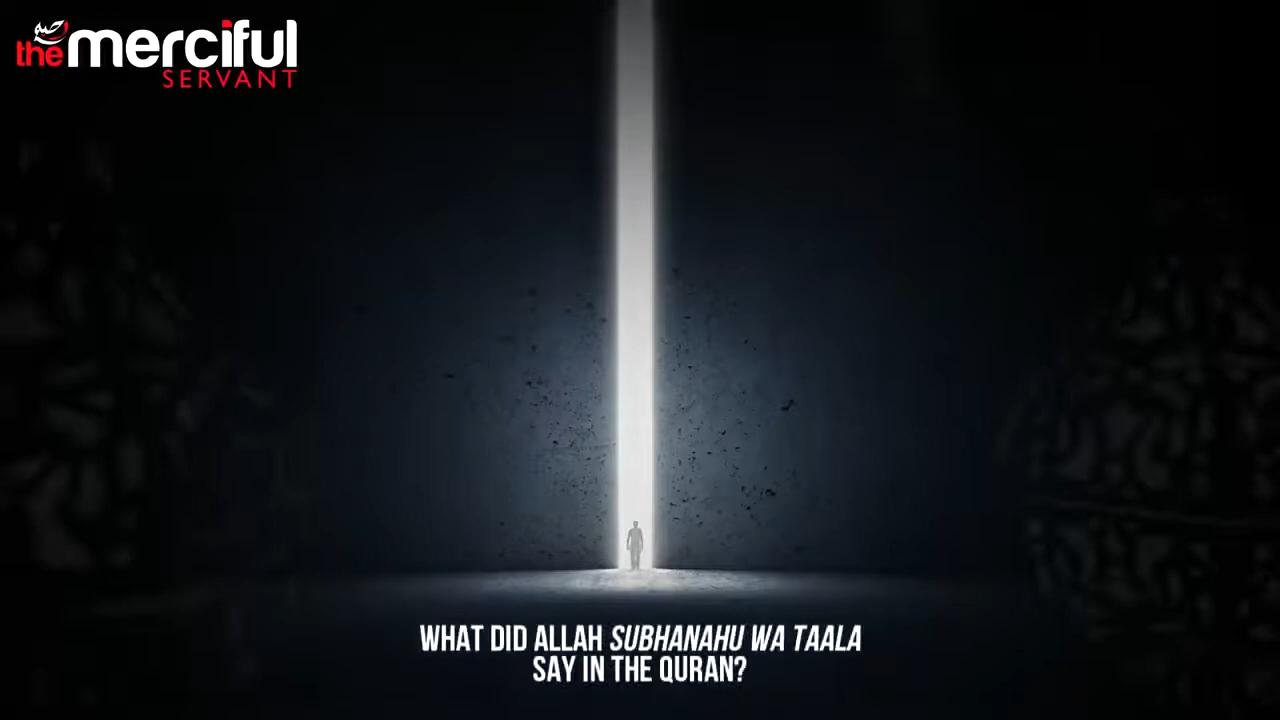 the merciful
SERVANT
WHAT DID ALLAH SUBHANAHU WA TAALA
SAY IN THE QURAN?